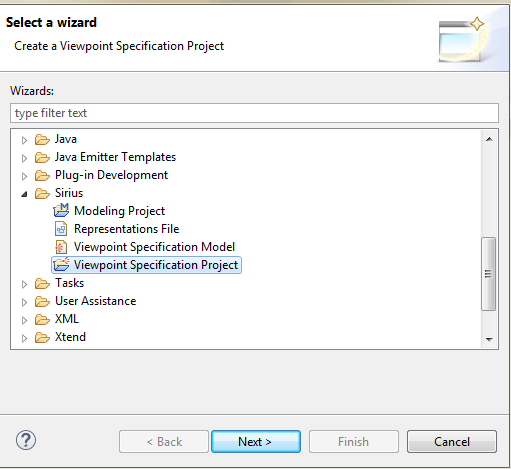 Select a wizard
Create a Viewpoint Specification Project
Wizards:
type filter text
Java
Java Emitter Templates
Plug-in Development
Sirius
Modeling Project
Representations File
Viewpoint Specification Model
Viewpoint Specification Project
Tasks
User Assistance
XML
Xtend
? < Back Next > Finish Cancel